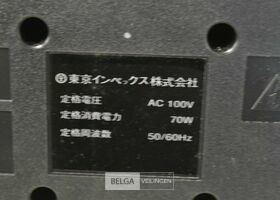 東京インペックス株式会社
定格電圧 AC 100V
定格消費電力 70W
定格周波数 50/60Hz
BELGA VEILINGEN